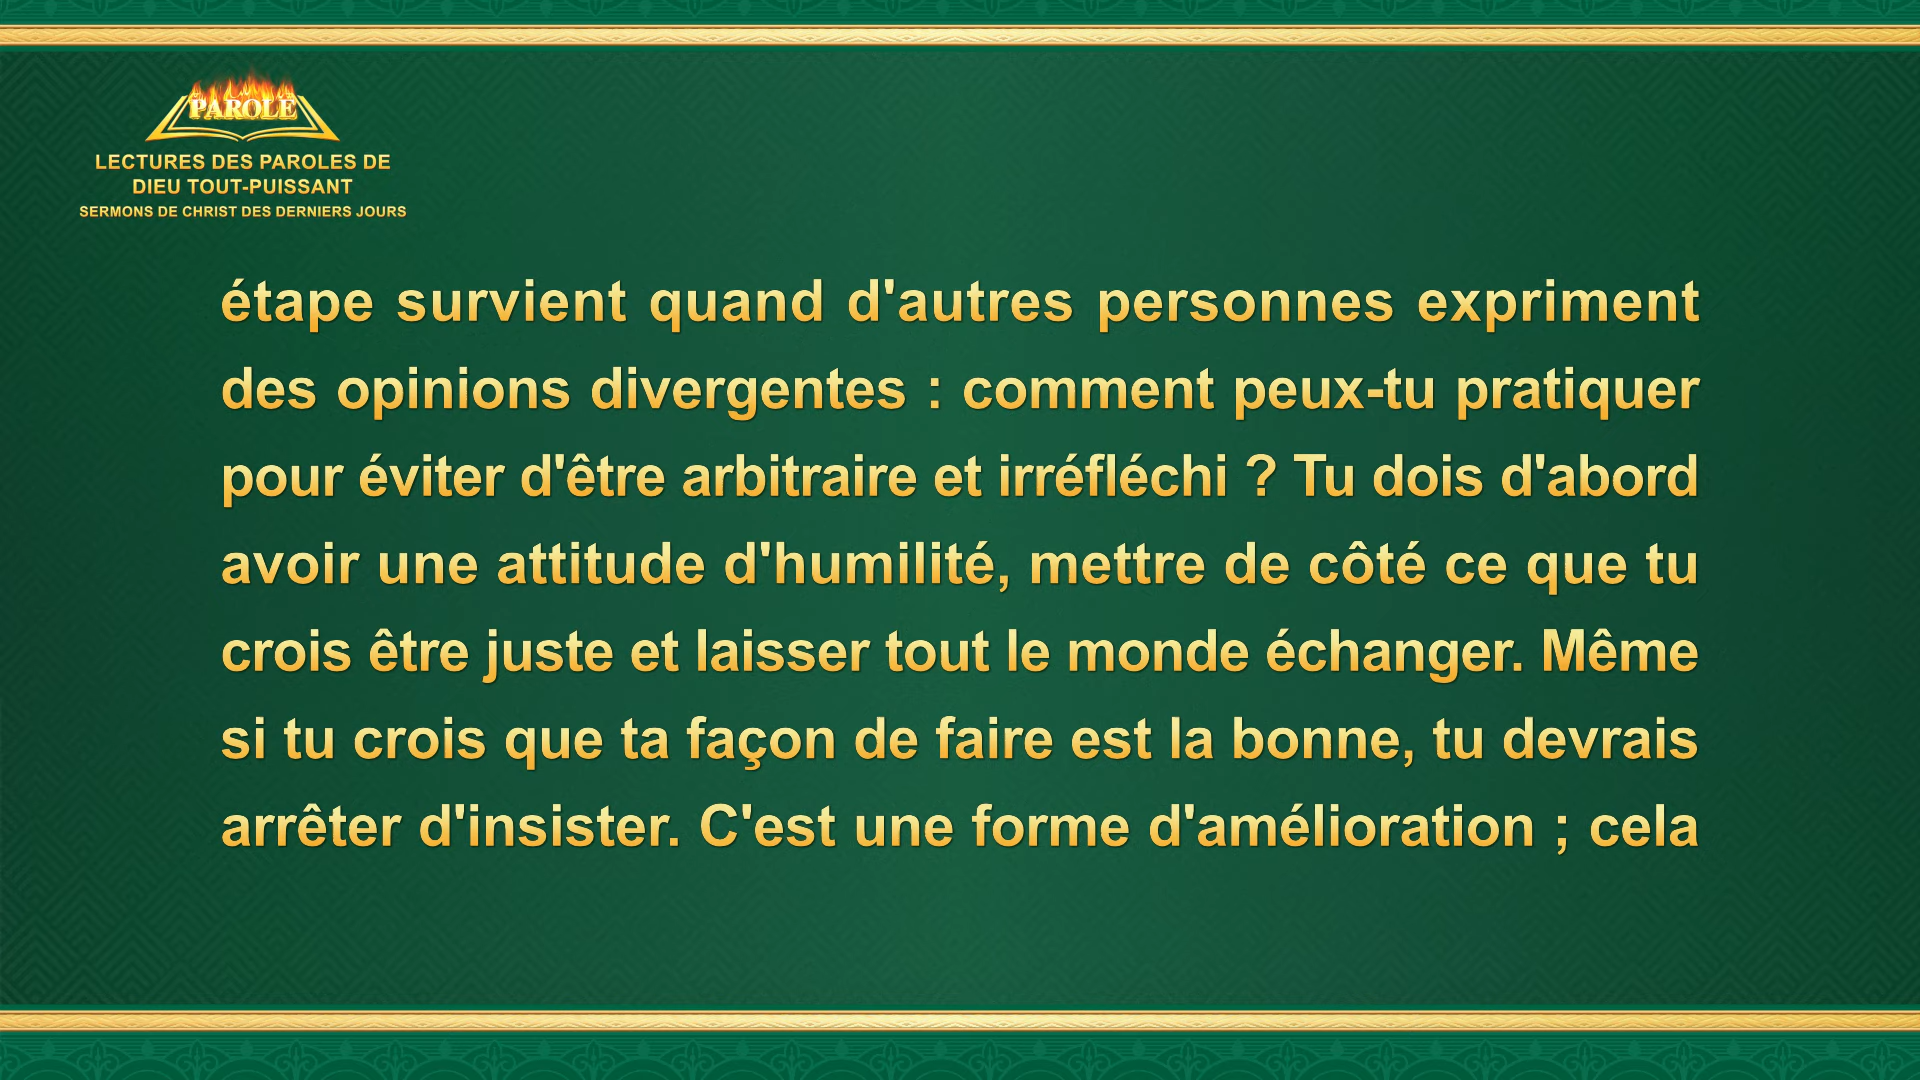 PAROLE
LECTURES DES PAROLES DE
DIEU TOUT-PUISSANT
SERMONS DE CHRIST DES DERNIERS JOURS
étape survient quand d'autres personnes expriment
des opinions divergentes : comment peux-tu pratiquer
pour éviter d'être arbitraire et irréfléchi ? Tu dois d'abord
avoir une attitude d'humilité, mettre de côté ce que tu
crois être juste et laisser tout le monde échanger. Même
si tu crois que ta façon de faire est la bonne, tu devrais
arrêter d'insister. C'est une forme d'amélioration ; cela